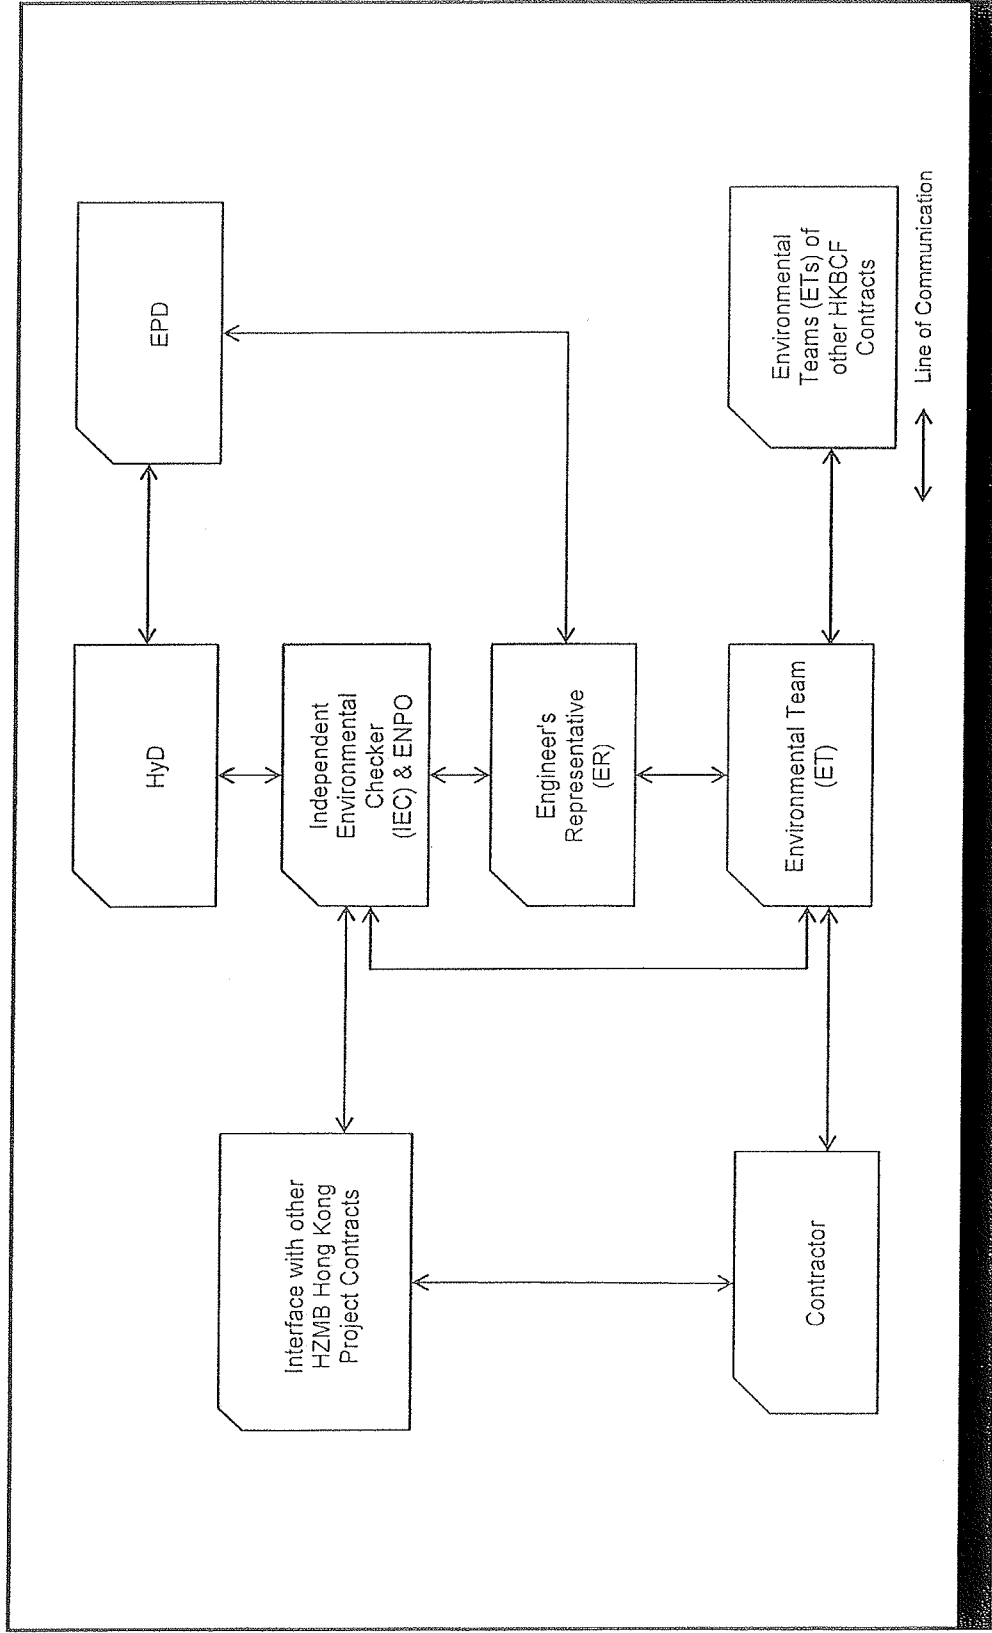 HyD
EPD
Interface with other
HZMB Hong Kong
Project Contracts
Independent
Environmental
Checker
(IEC) & ENPO
Engineer's
Representative
(ER)
Contractor
Environmental Team
(ET)
Environmental
Teams (ETs) of
other HKBCF
Contracts
Line of Communication